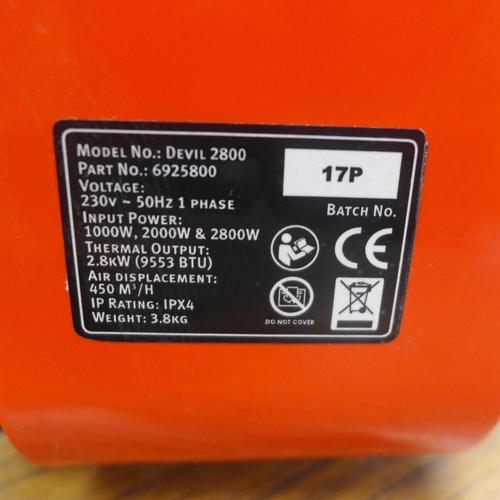 Model No.: Devil 2800
Part No.: 6925800
Voltage:
230v ~ 50Hz 1 phase
Input Power:
1000W, 2000W & 2800W
Thermal Output:
2.8kW (9553 BTU)
Air displacement:
450 M³/H
IP Rating: IPX4
Weight: 3.8kg
17P
Batch No.
CE
DO NOT COVER